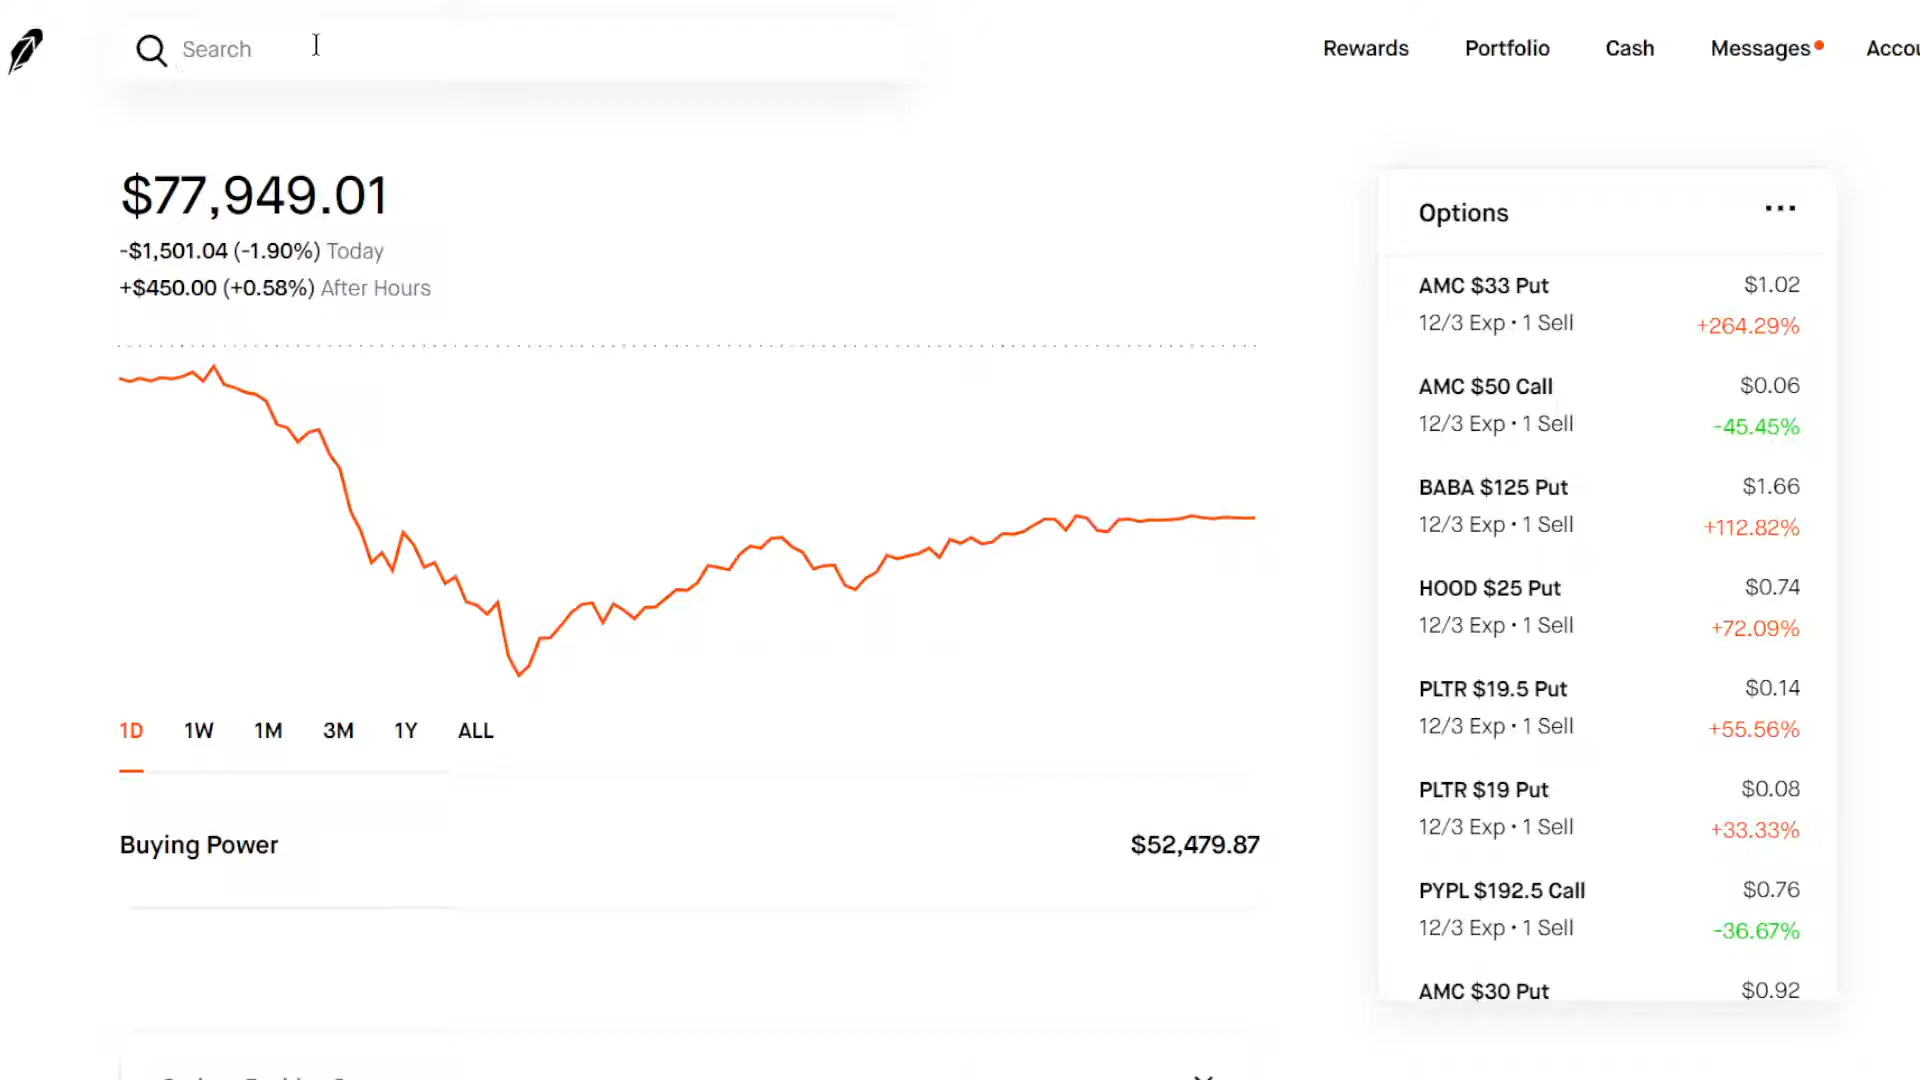 Search
Rewards
Portfolio
Cash
Messages
Accou
$77,949.01
-$1,501.04 (-1.90%) Today
+$450.00 (+0.58%) After Hours
1D 1W 1M 3M 1Y ALL
Buying Power $52,479.87
Options
AMC $33 Put $1.02
12/3 Exp · 1 Sell +264.29%
AMC $50 Call $0.06
12/3 Exp · 1 Sell -45.45%
BABA $125 Put $1.66
12/3 Exp · 1 Sell +112.82%
HOOD $25 Put $0.74
12/3 Exp · 1 Sell +72.09%
PLTR $19.5 Put $0.14
12/3 Exp · 1 Sell +55.56%
PLTR $19 Put $0.08
12/3 Exp · 1 Sell +33.33%
PYPL $192.5 Call $0.76
12/3 Exp · 1 Sell -36.67%
AMC $30 Put $0.92